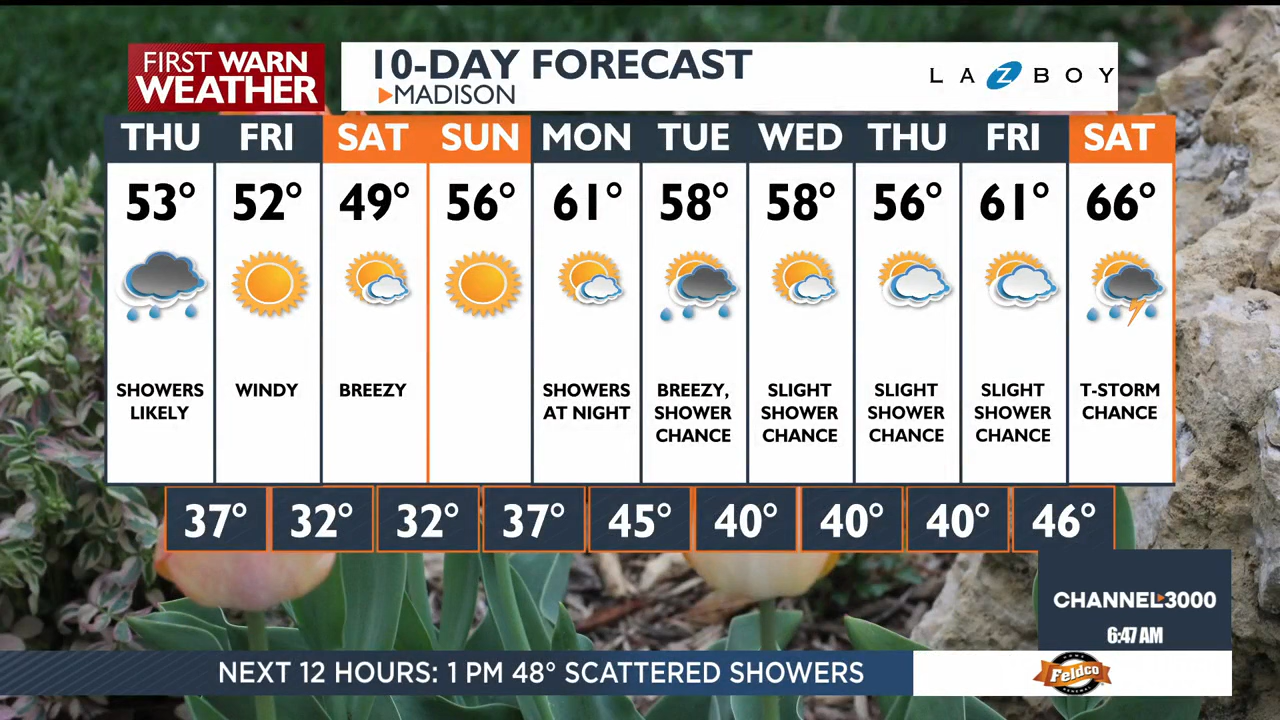 FIRST WARN
WEATHER
10-DAY FORECAST
MADISON
LAZBOY
THU FRI SAT SUN MON TUE WED THU FRI SAT
53° 52° 49° 56° 61° 58° 58° 56° 61° 66°
SHOWERS
LIKELY
WINDY
BREEZY
SHOWERS
AT NIGHT
BREEZY,
SHOWER
CHANCE
SLIGHT
SHOWER
CHANCE
SLIGHT
SHOWER
CHANCE
SLIGHT
SHOWER
CHANCE
T-STORM
CHANCE
37° 32° 32° 37° 45° 40° 40° 40° 46°
CHANNEL3000
6:47 AM
NEXT 12 HOURS: 1 PM 48° SCATTERED SHOWERS
Feldco